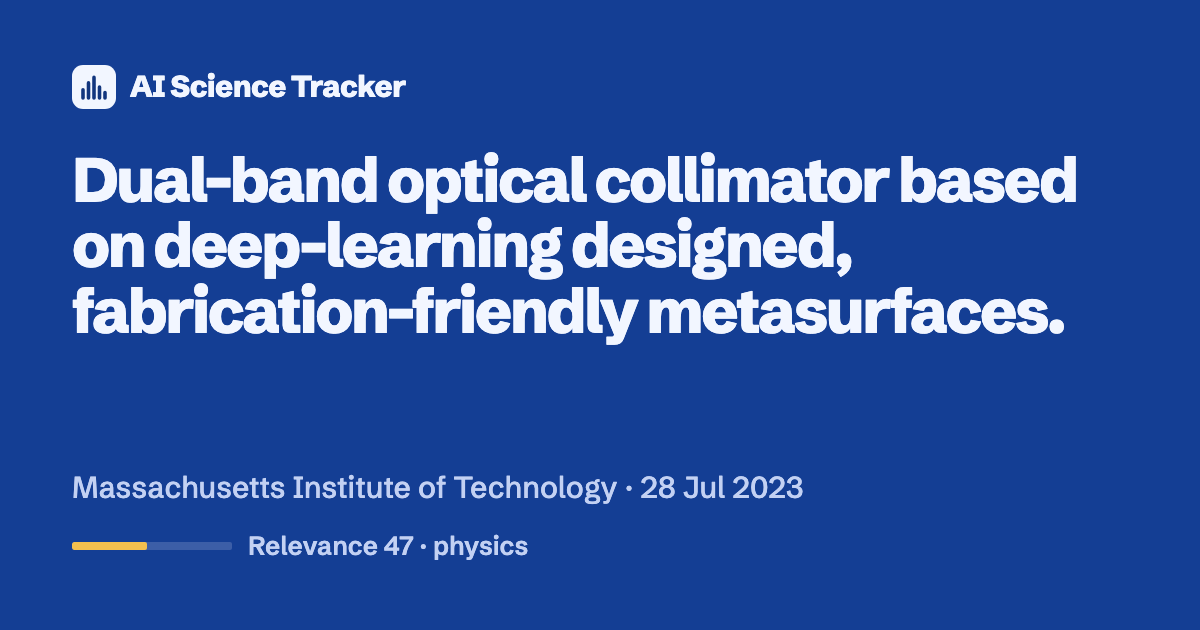 AI Science Tracker
Dual-band optical collimator based
on deep-learning designed,
fabrication-friendly metasurfaces.
Massachusetts Institute of Technology · 28 Jul 2023
Relevance 47 · physics